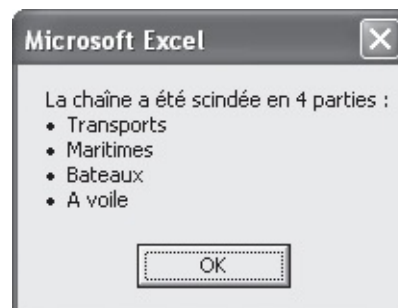 Microsoft Excel
La chaîne a été scindée en 4 parties :
• Transports
• Maritimes
• Bateaux
• A voile
OK